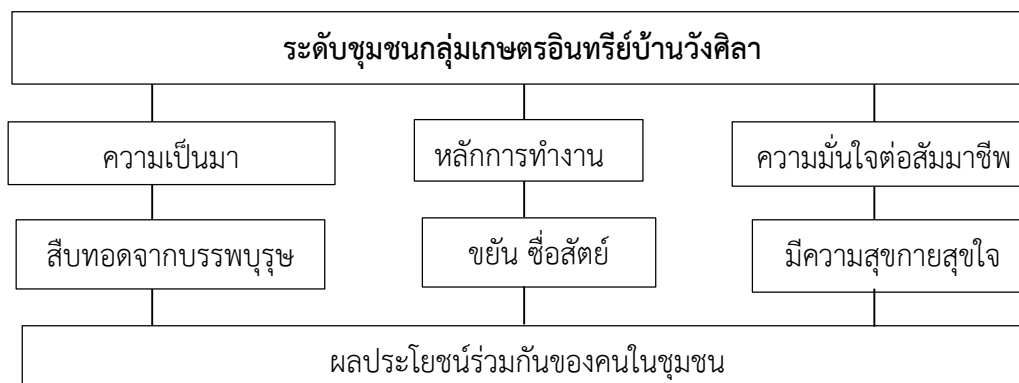 ระดับชุมชนกลุ่มเกษตรอินทรีย์บ้านวังศิลา
ความเป็นมา
หลักการทำงาน
ความมั่นใจต่อสัมมาชีพ
สืบทอดจากบรรพบุรุษ
ขยัน ซื่อสัตย์
มีความสุขกายสุขใจ
ผลประโยชน์ร่วมกันของคนในชุมชน